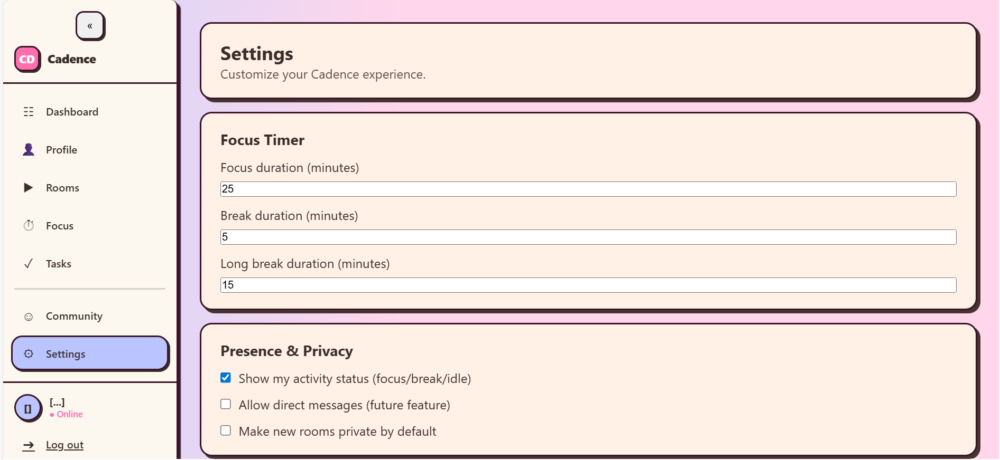 «
CD Cadence
Dashboard
Profile
Rooms
Focus
Tasks
Community
Settings
[] [...]
• Online
Log out
Settings
Customize your Cadence experience.
Focus Timer
Focus duration (minutes)
25
Break duration (minutes)
5
Long break duration (minutes)
15
Presence & Privacy
Show my activity status (focus/break/idle)
Allow direct messages (future feature)
Make new rooms private by default